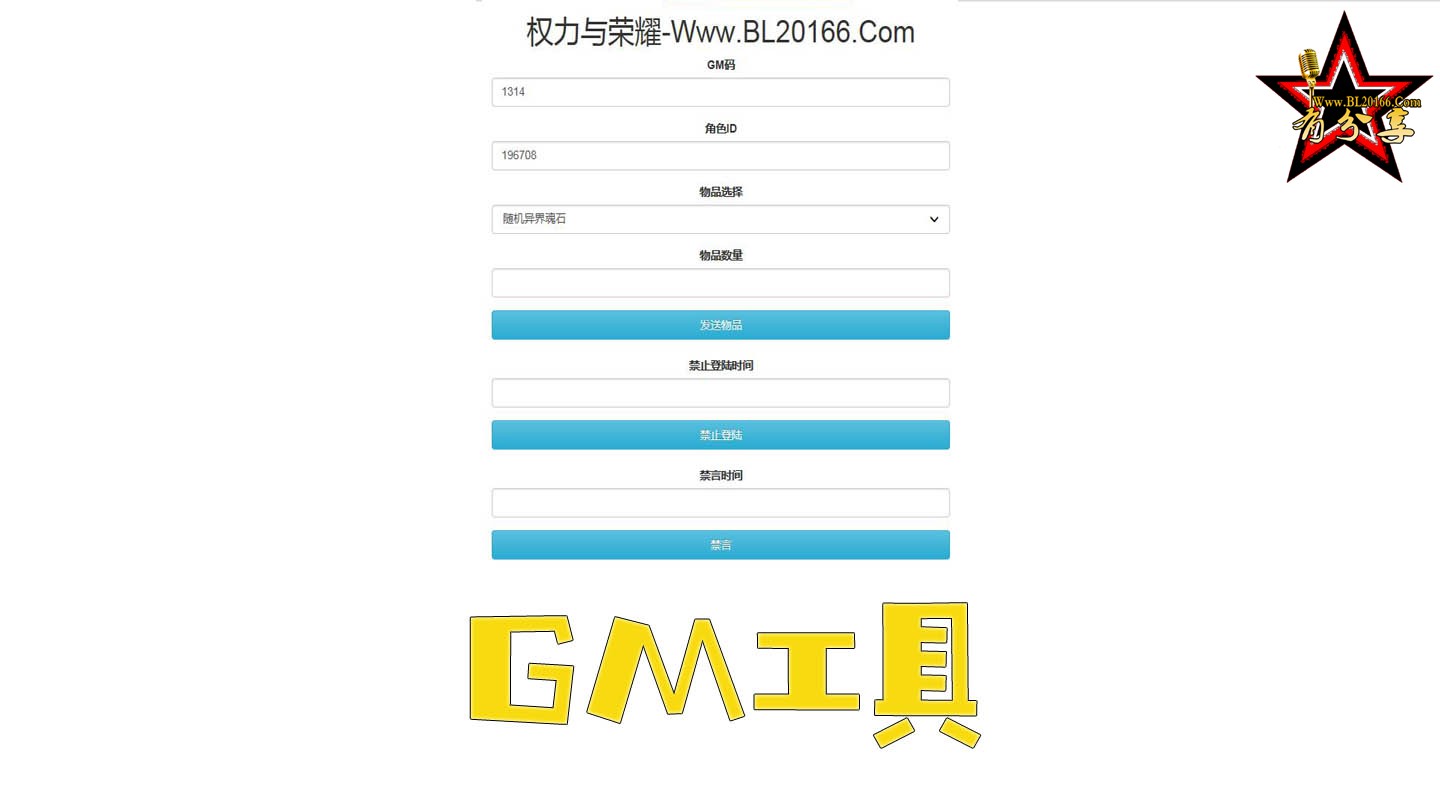 权力与荣耀-Www.BL20166.Com
GM码
1314
角色ID
196708
物品选择
随机异界魂石
物品数量
发送物品
禁止登陆时间
禁止登陆
禁言时间
禁言
GM工具
Www.BL20166.Com
有分享